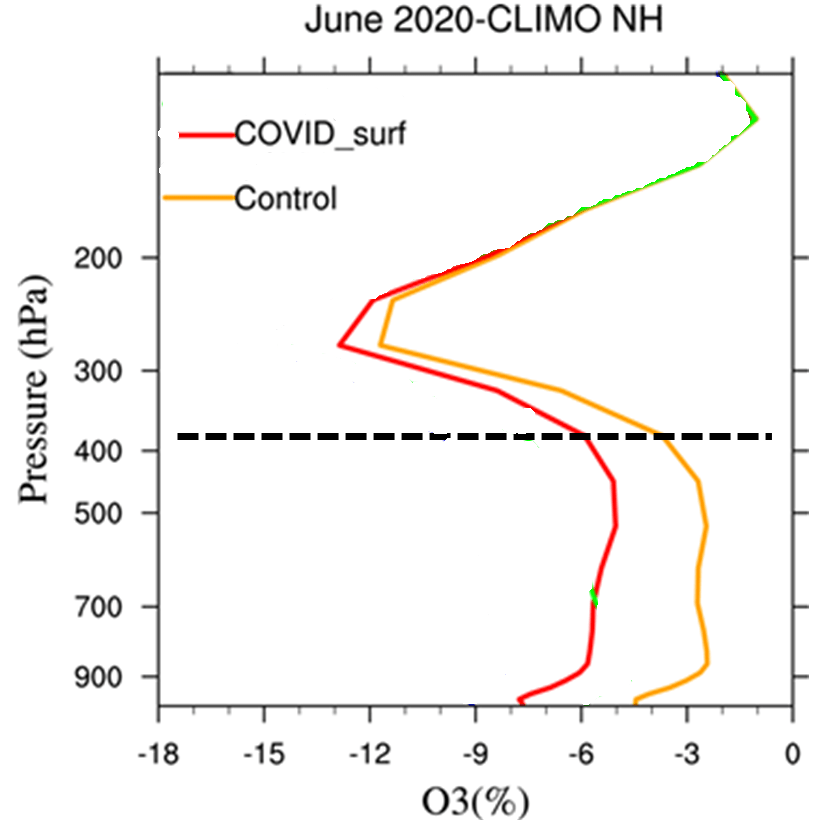 June 2020-CLIMO NH
COVID_surf
Control
Pressure (hPa)
200
300
400
500
700
900
-18 -15 -12 -9 -6 -3 0
O3(%)